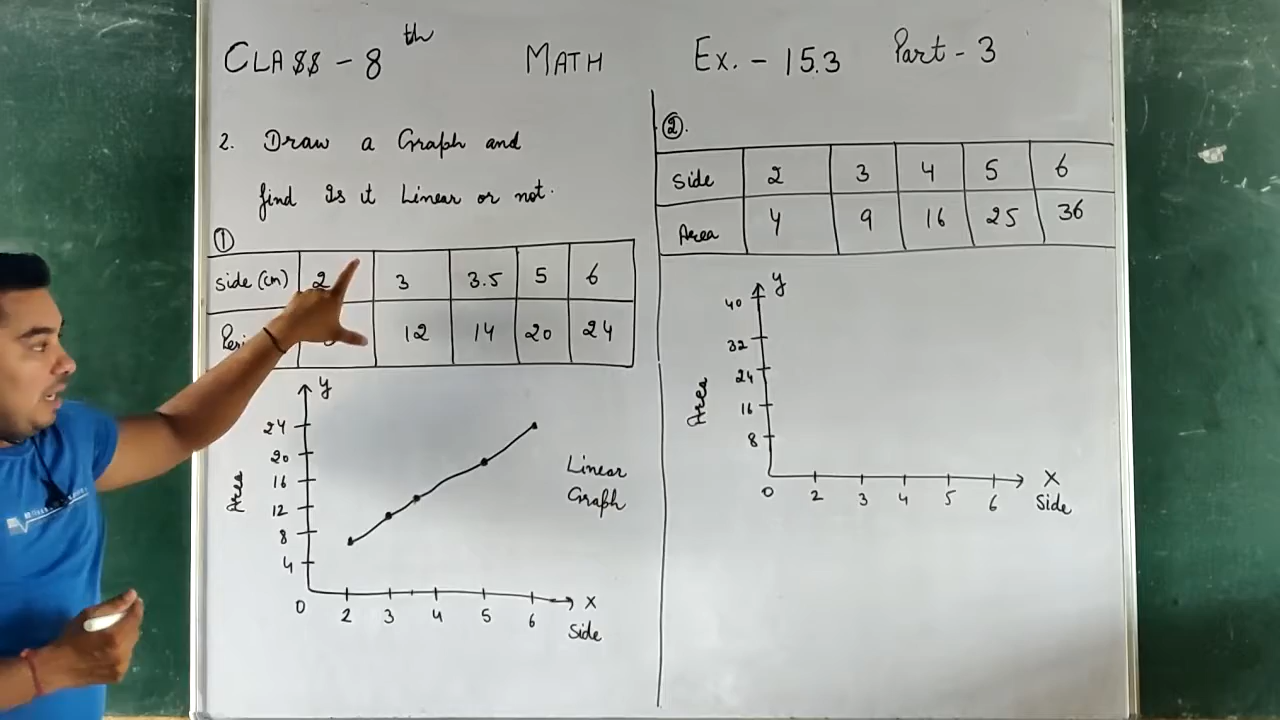 CLASS - 8th MATH Ex. - 15.3 Part - 3
2. Draw a Graph and
find Is it Linear or not.
①
Side (cm) 2 3 3.5 5 6
Peri 12 14 20 24
y
24
20
16
12
8
4
0 2 3 4 5 6
X
Side
Area
Linear
Graph
②.
Side 2 3 4 5 6
Area 4 9 16 25 36
y
40
32
24
16
8
0 2 3 4 5 6
X
Side
Area